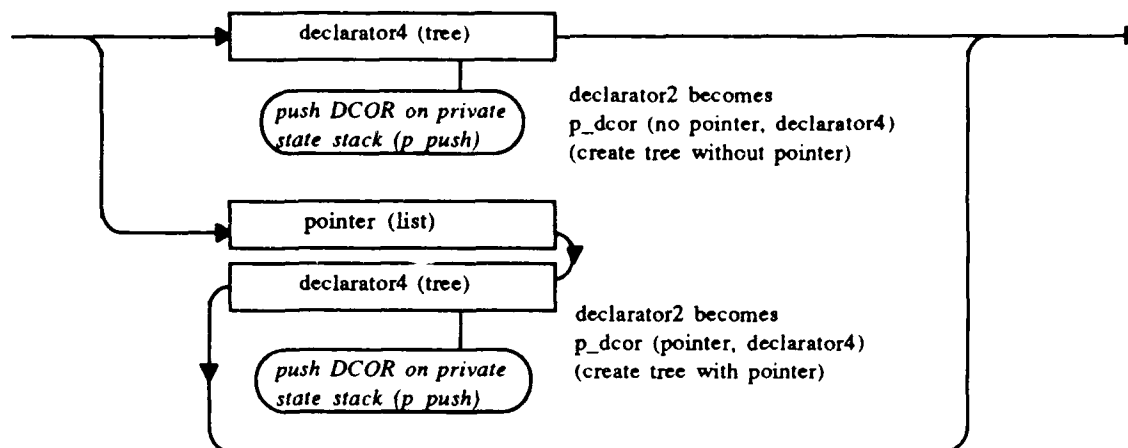 declarator4 (tree)
push DCOR on private
state stack (p_push)
declarator2 becomes
p_dcor (no pointer, declarator4)
(create tree without pointer)
pointer (list)
declarator4 (tree)
push DCOR on private
state stack (p_push)
declarator2 becomes
p_dcor (pointer, declarator4)
(create tree with pointer)